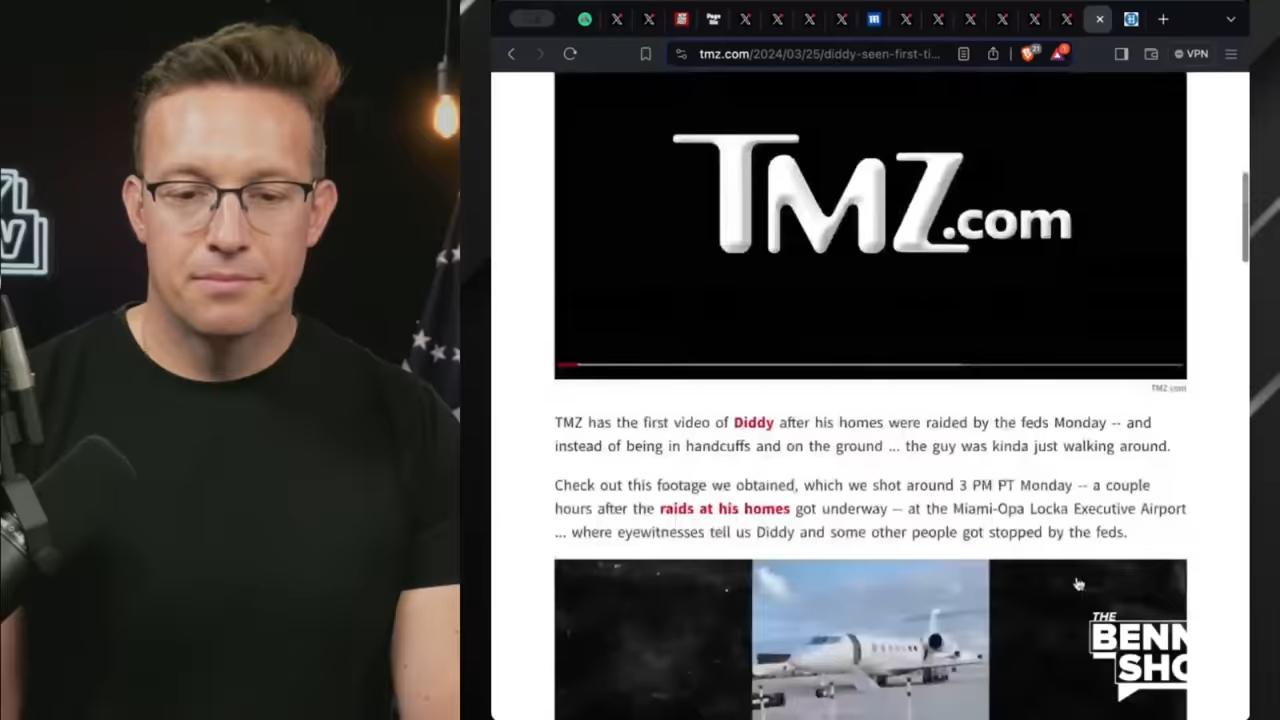 tmz.com/2024/03/25/diddy-seen-first-ti...
21
1
VPN
TMZ.com
TMZ.com
TMZ has the first video of Diddy after his homes were raided by the feds Monday -- and
instead of being in handcuffs and on the ground ... the guy was kinda just walking around.
Check out this footage we obtained, which we shot around 3 PM PT Monday -- a couple
hours after the raids at his homes got underway -- at the Miami-Opa Locka Executive Airport
... where eyewitnesses tell us Diddy and some other people got stopped by the feds.
THE
BENN
SHO